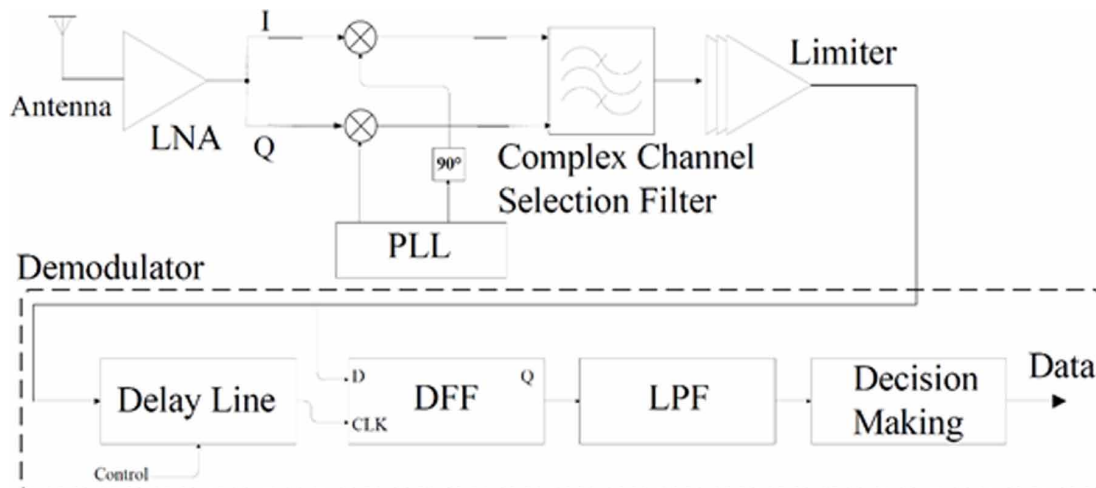 I
Limiter
Antenna
LNA
Q
90°
Complex Channel
Selection Filter
PLL
Demodulator
D
Q
Delay Line
DFF
LPF
Decision
Making
Data
CLK
Control